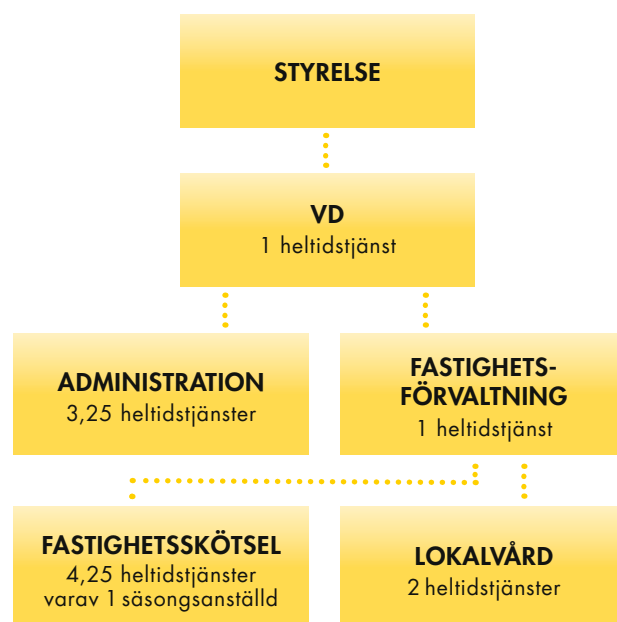 STYRELSE
VD
1 heltidstjänst
ADMINISTRATION
3,25 heltidstjänster
FASTIGHETS-
FÖRVALTNING
1 heltidstjänst
FASTIGHETSSKÖTSEL
4,25 heltidstjänster
varav 1 säsongsanställd
LOKALVÅRD
2 heltidstjänster